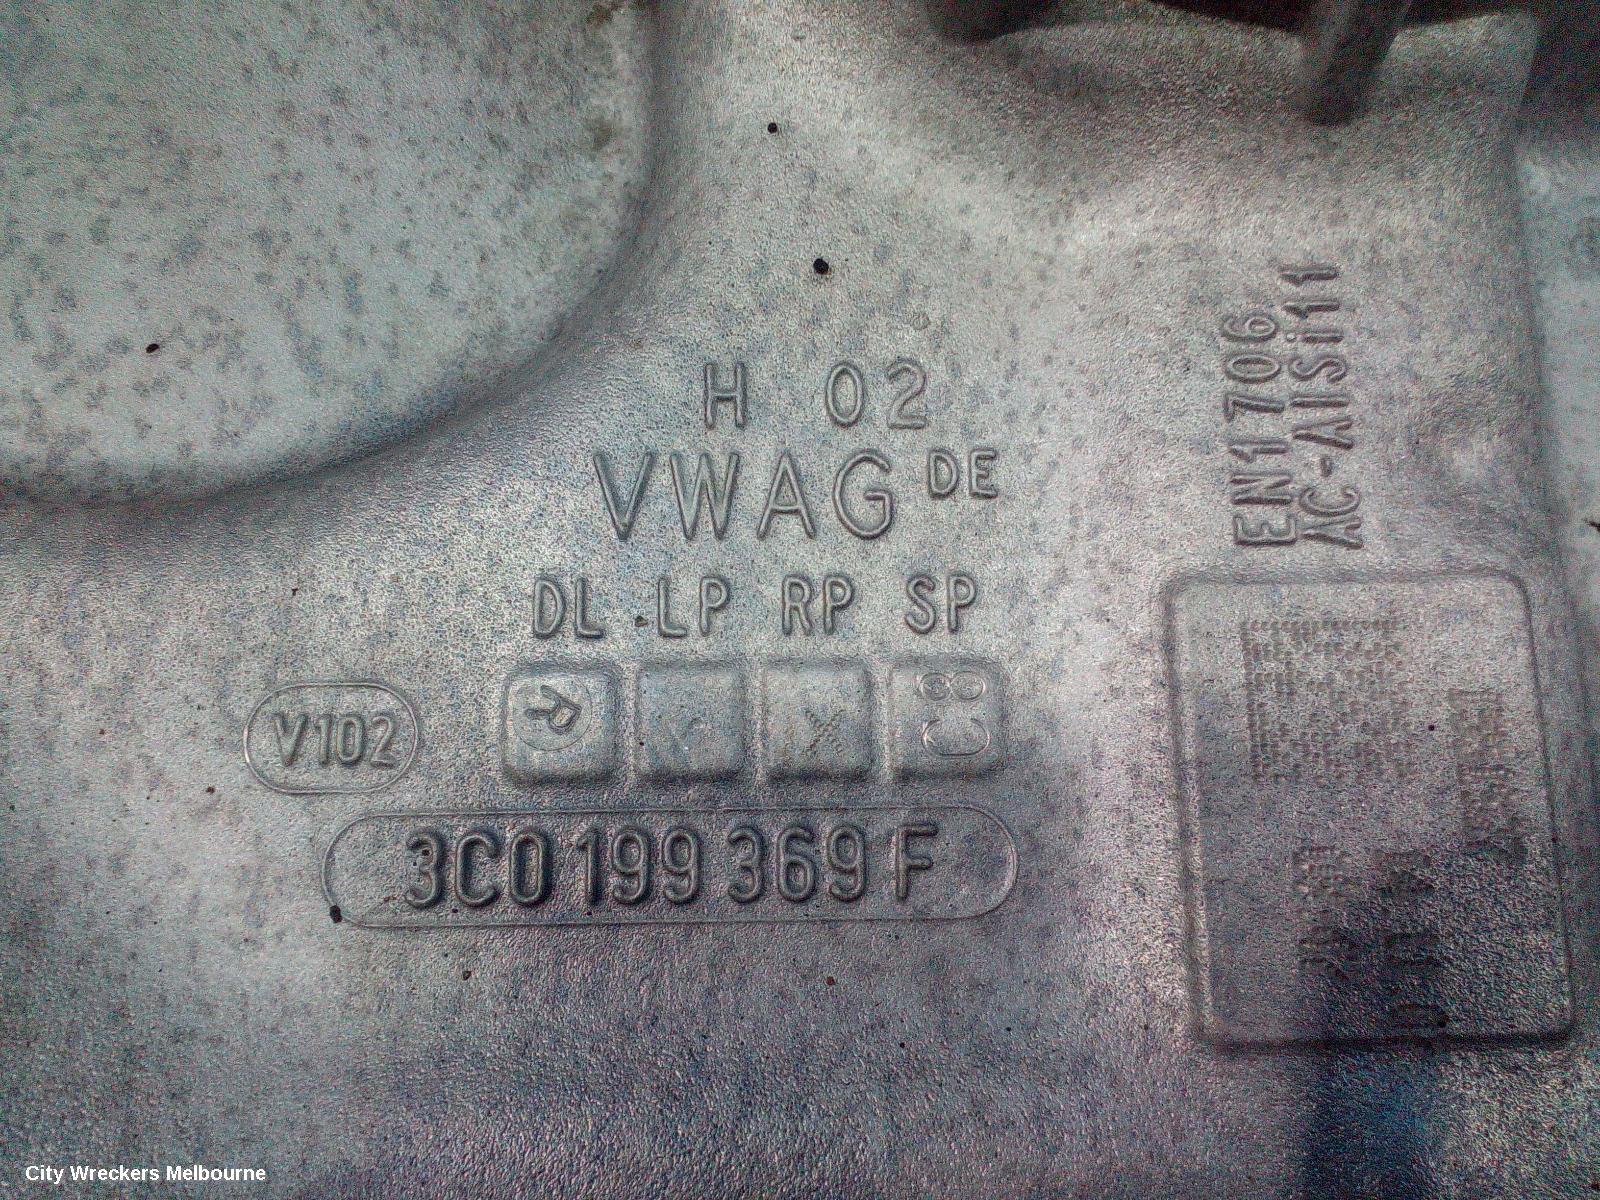 H 02
VWAG DE
DL LP RP SP
V102
3C0 199 369 F
EN1706
AC-AlSi11
City Wreckers Melbourne